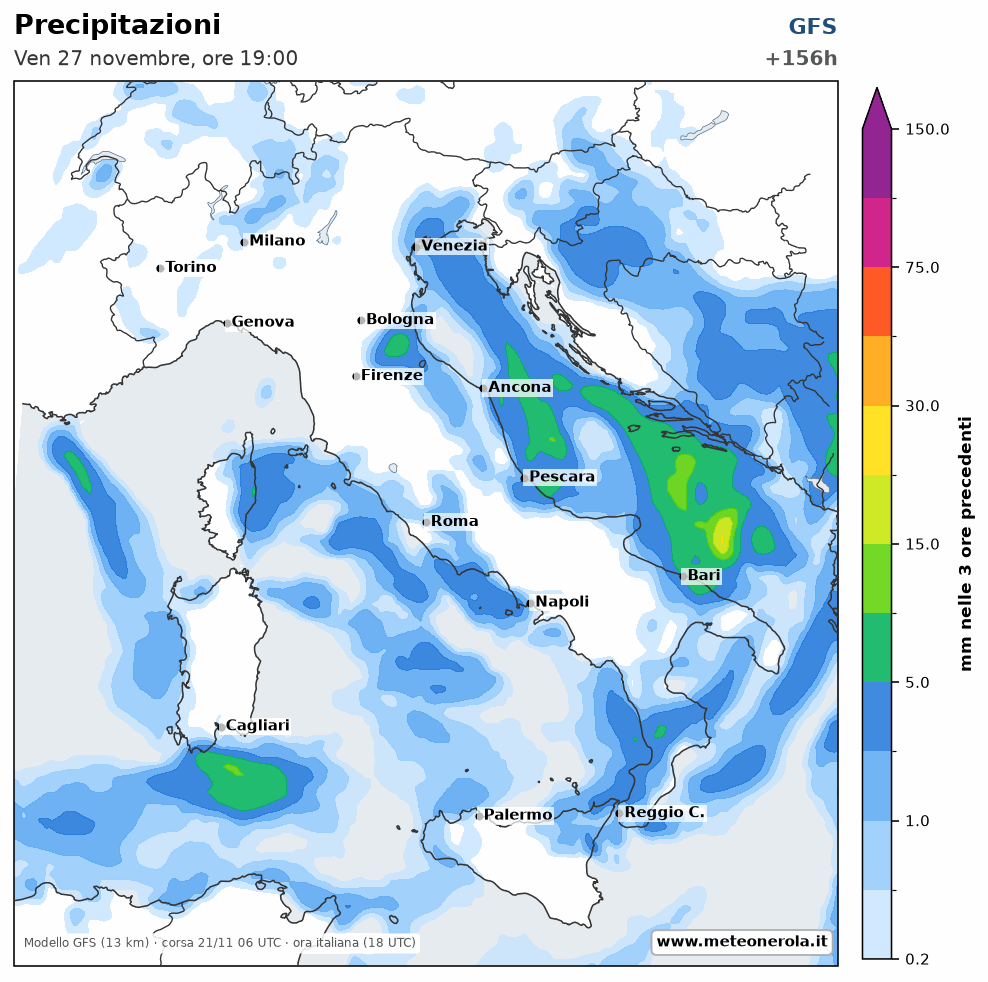 Precipitazioni
GFS
Ven 27 novembre, ore 19:00
+156h
150.0
75.0
30.0
15.0
5.0
1.0
0.2
mm nelle 3 ore precedenti
Milano
Venezia
Torino
Genova
Bologna
Firenze
Ancona
Pescara
Roma
Bari
Napoli
Cagliari
Palermo
Reggio C.
Modello GFS (13 km) · corsa 21/11 06 UTC · ora italiana (18 UTC)
www.meteonerola.it